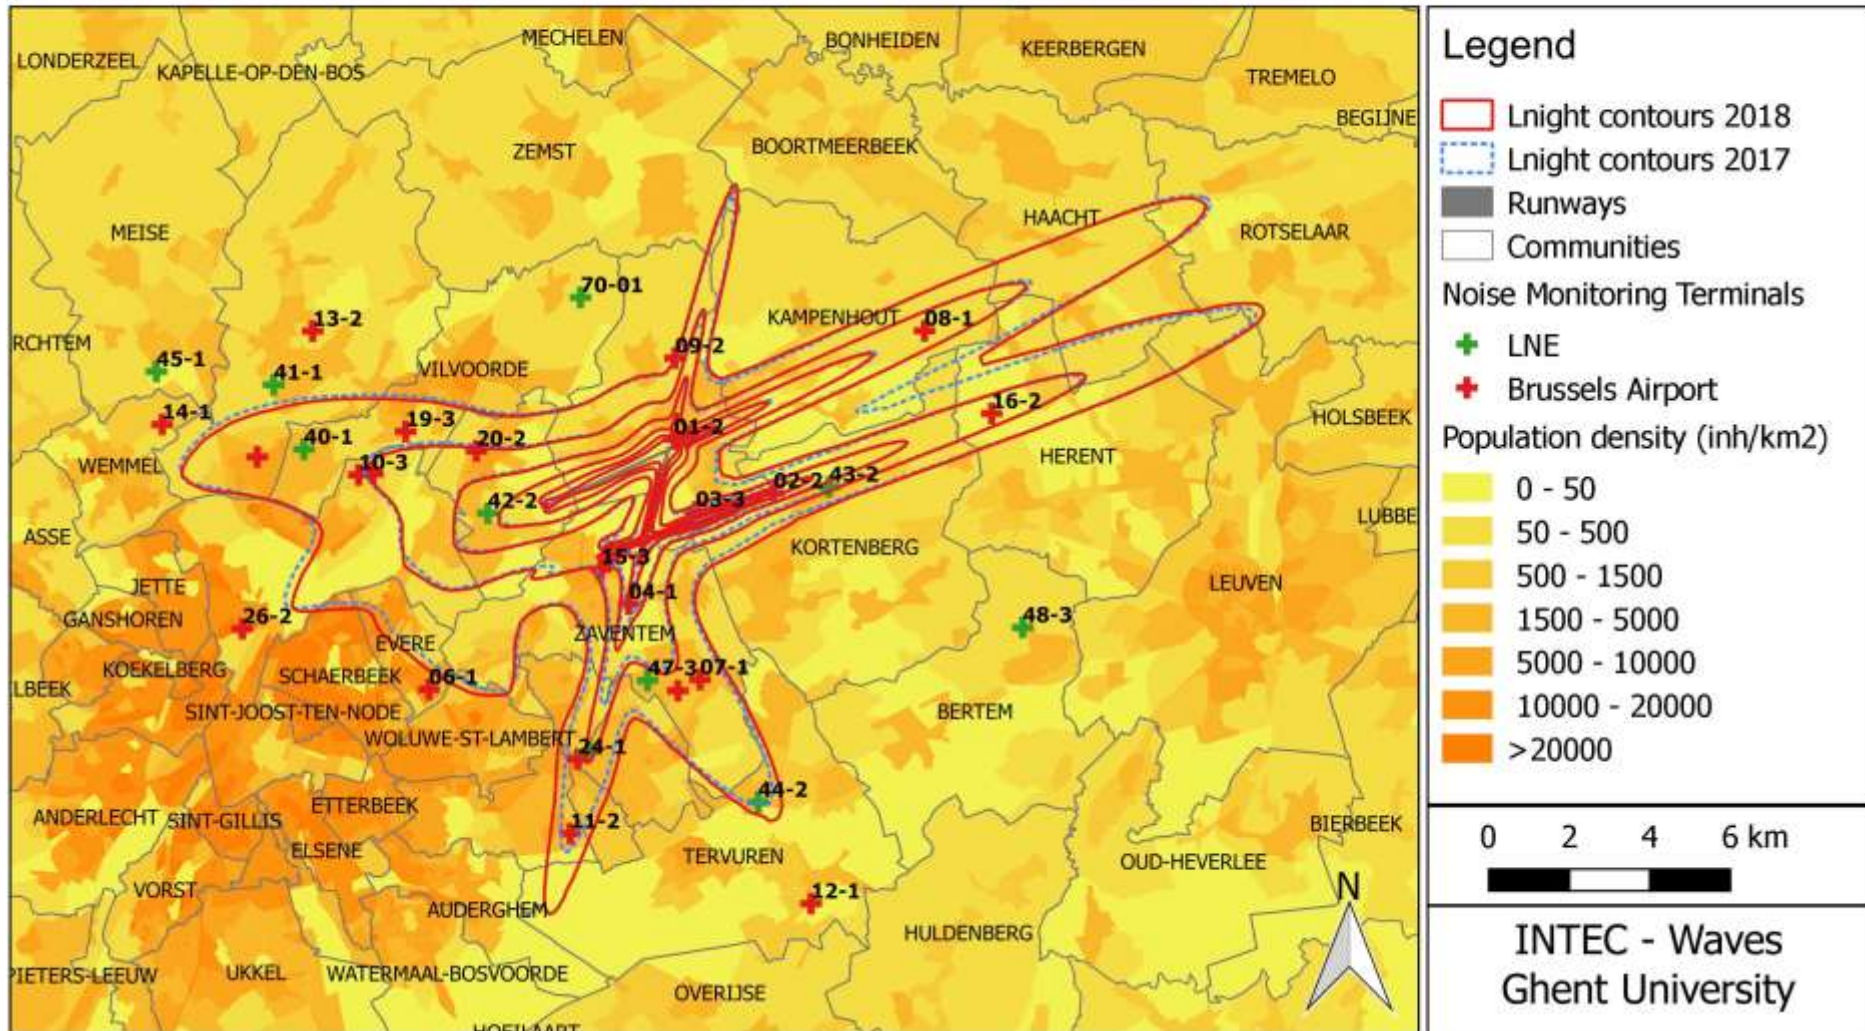 MECHELEN
BONHEIDEN
KEERBERGEN
LONDERZEEL
KAPELLE-OP-DEN-BOS
TREMELO
BEGIJNE
ZEMST
BOORTMEERBEEK
MEISE
HAACHT
ROTSELAAR
70-01
13-2
KAMPENHOUT
08-1
RCHTEM
45-1
41-1
VILVOORDE
09-2
14-1
19-3
16-2
HOLSBEEK
40-1
20-2
01-2
WEMMEL
10-3
HERENT
02-2
43-2
42-2
03-3
LUBBE
ASSE
KORTENBERG
15-3
JETTE
LEUVEN
04-1
GANSHOREN
26-2
48-3
EVERE
ZAVENTEM
KOEKELBERG
SCHAERBEEK
47-3
07-1
06-1
LBEEK
SINT-JOOST-TEN-NODE
BERTEM
WOLUWE-ST-LAMBERT
24-1
44-2
ETTERBEEK
ANDERLECHT
SINT-GILLIS
11-2
BIERBEEK
ELSENE
TERVUREN
OUD-HEVERLEE
VORST
12-1
AUDERGHEM
HULDENBERG
PIETERS-LEEUW
UKKEL
WATERMAAL-BOSVOORDE
OVERIJSE
HOEILAART
N
Legend
Lnight contours 2018
Lnight contours 2017
Runways
Communities
Noise Monitoring Terminals
LNE
Brussels Airport
Population density (inh/km2)
0 - 50
50 - 500
500 - 1500
1500 - 5000
5000 - 10000
10000 - 20000
>20000
0 2 4 6 km
INTEC - Waves
Ghent University